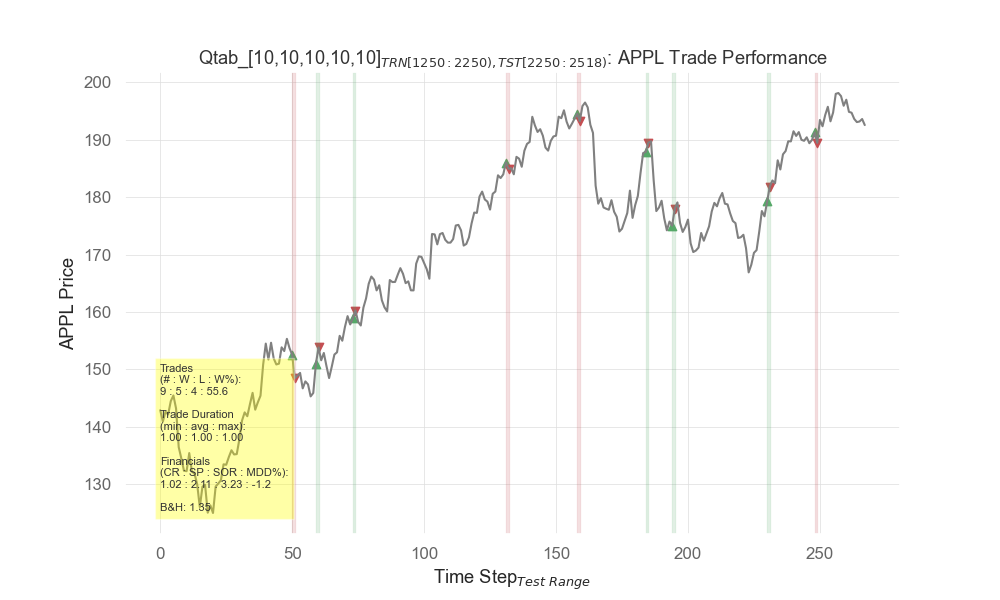 Qtab_[10,10,10,10,10]TRN[1250:2250),TST[2250:2518): APPL Trade Performance
200
190
180
170
160
150
140
130
APPL Price
Trades
(# : W : L : W%):
9 : 5 : 4 : 55.6
Trade Duration
(min : avg : max):
1.00 : 1.00 : 1.00
Financials
(CR : SP : SOR : MDD%):
1.02 : 2.11 : 3.23 : -1.2
B&H: 1.35
0 50 100 150 200 250
Time StepTest Range